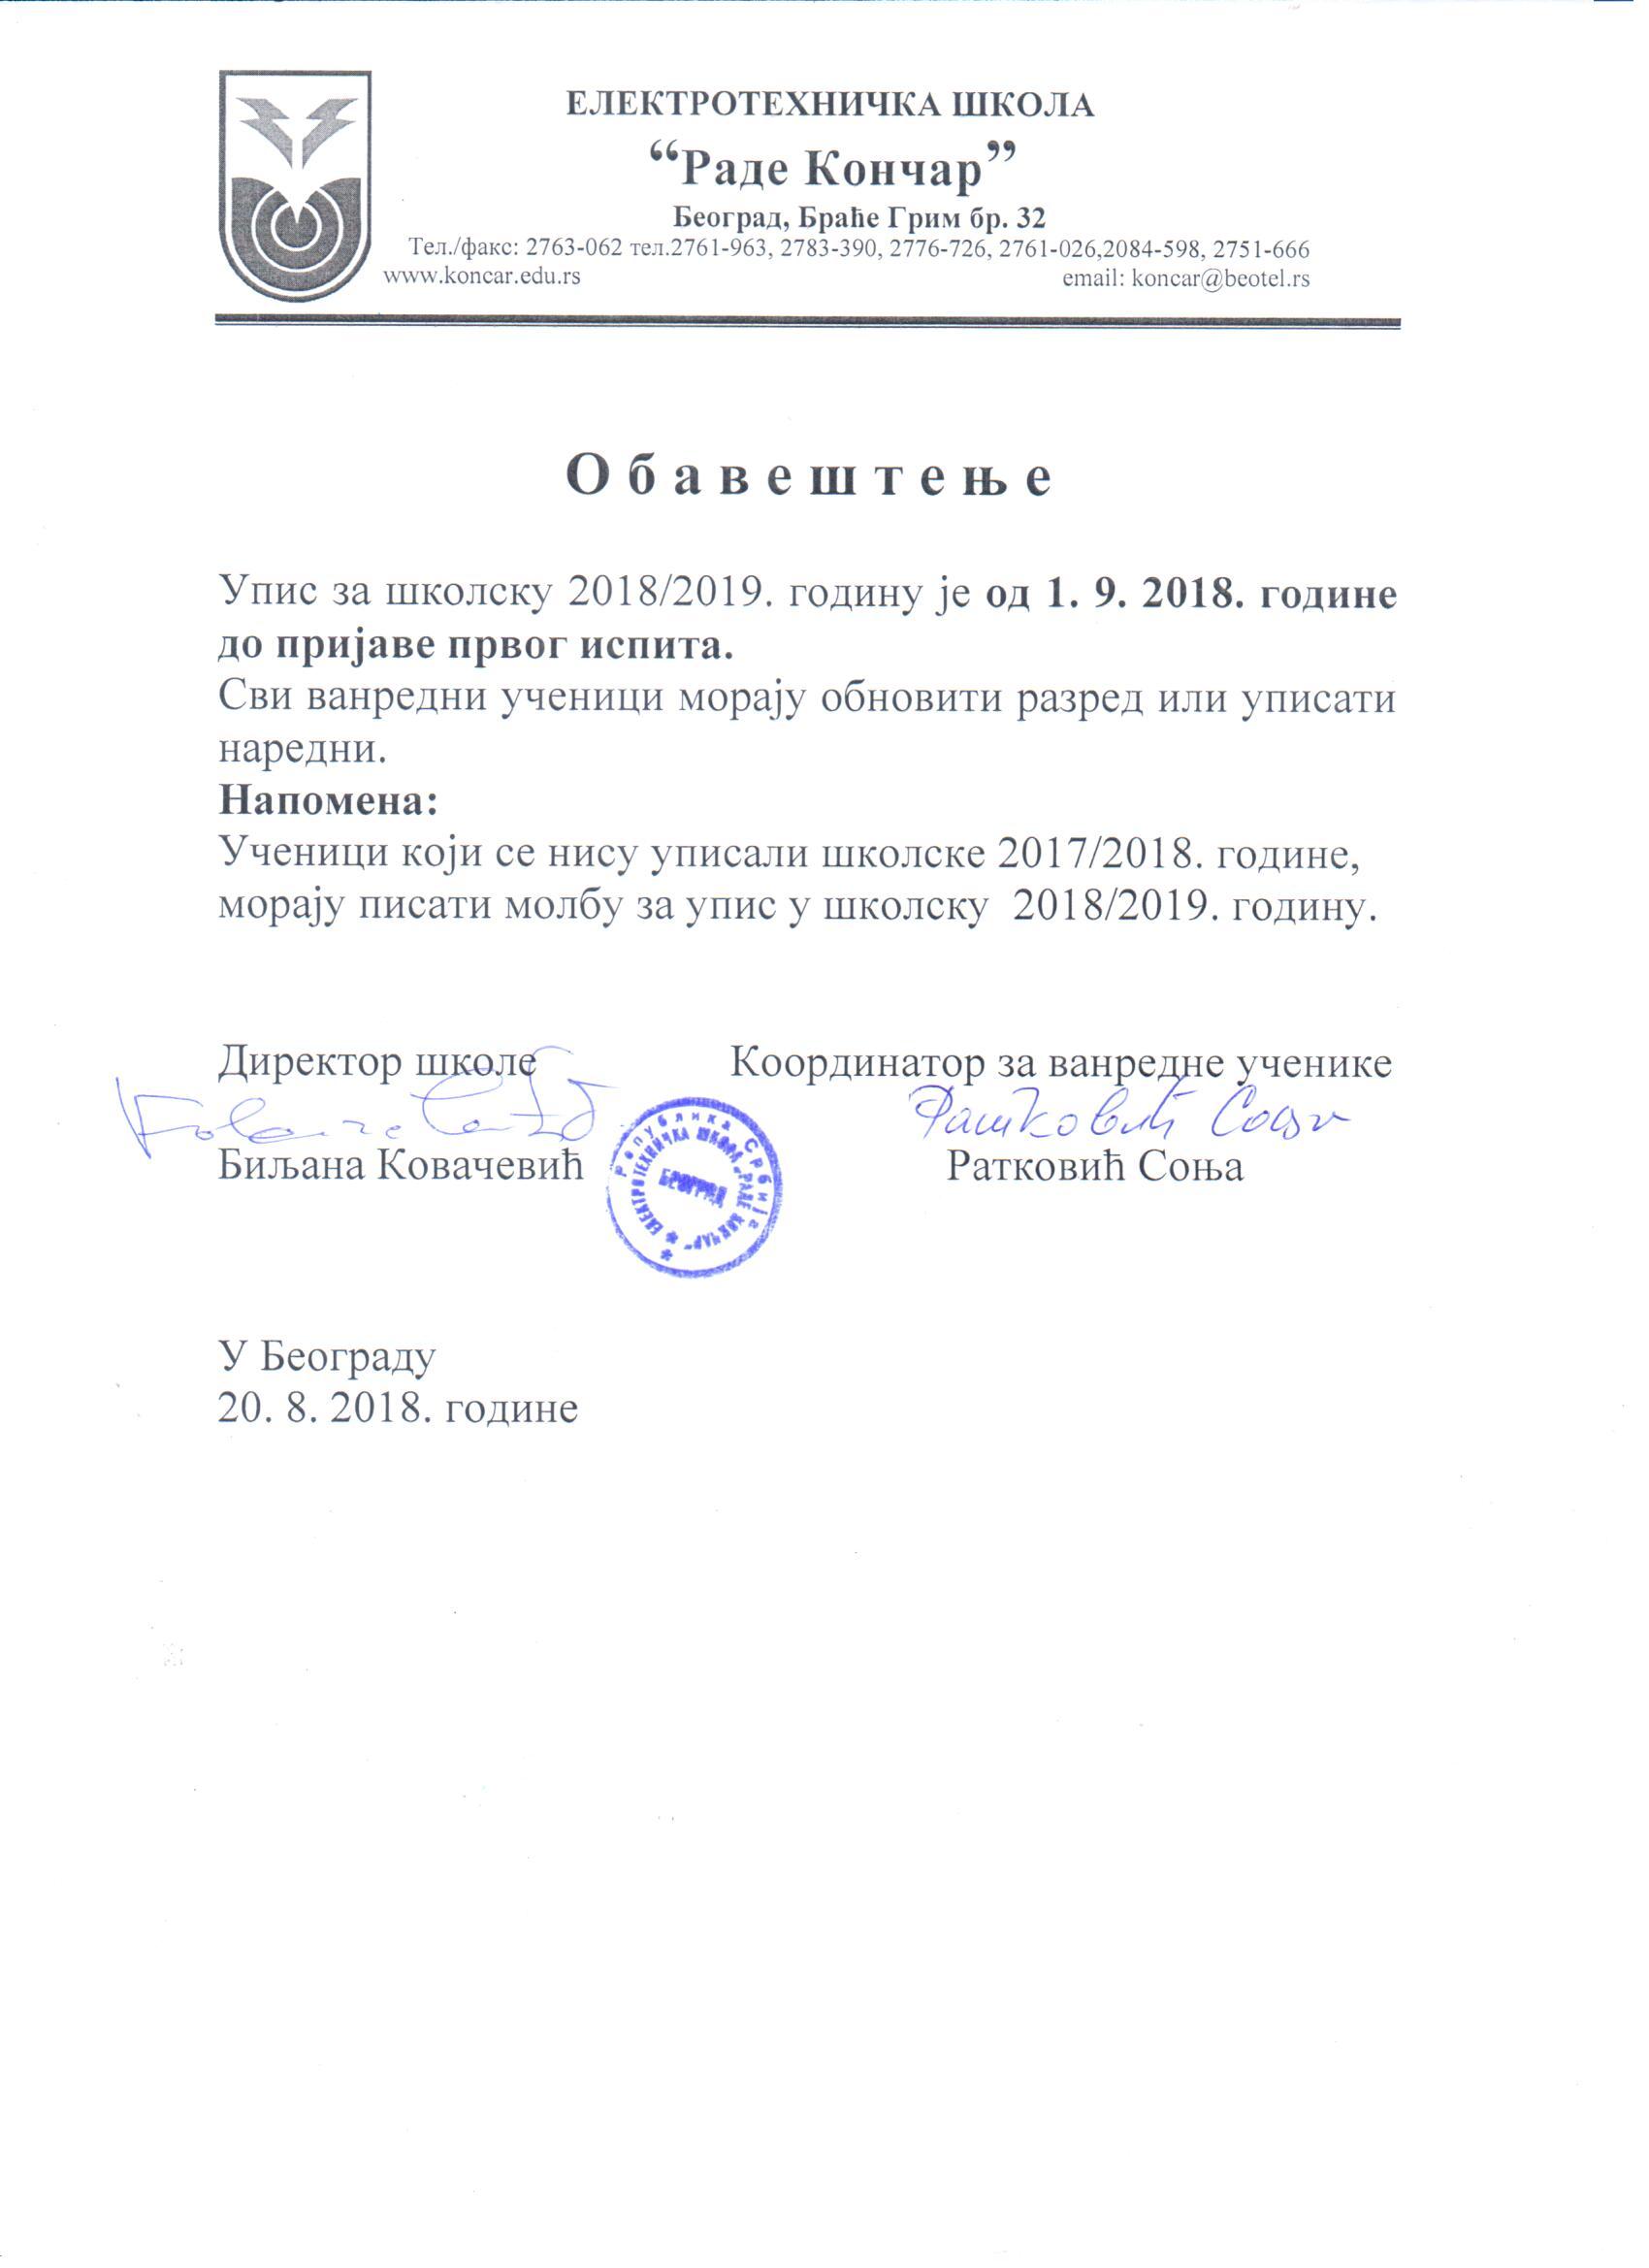 ЕЛЕКТРОТЕХНИЧКА ШКОЛА
“Раде Кончар”
Београд, Браће Грим бр. 32
Тел./факс: 2763-062 тел.2761-963, 2783-390, 2776-726, 2761-026,2084-598, 2751-666
www.koncar.edu.rs email: koncar@beotel.rs
О б а в е ш т е њ е
Упис за школску 2018/2019. годину је од 1. 9. 2018. године
до пријаве првог испита.
Сви ванредни ученици морају обновити разред или уписати
наредни.
Напомена:
Ученици који се нису уписали школске 2017/2018. године,
морају писати молбу за упис у школску 2018/2019. годину.
Директор школе Координатор за ванредне ученике
Ратковић Соња
Биљана Ковачевић Ратковић Соња
Република Србија
ЕЛЕКТРОТЕХНИЧКА ШКОЛА „РАДЕ КОНЧАР"
БЕОГРАД
У Београду
20. 8. 2018. године